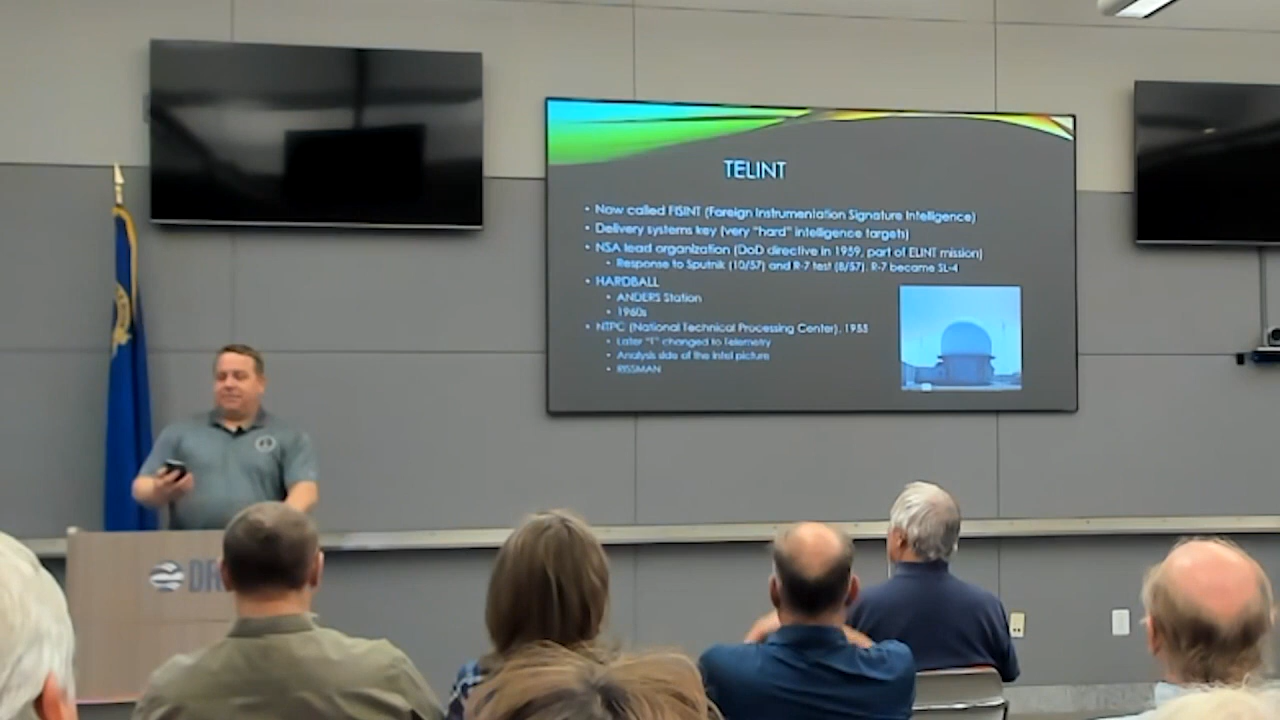 TELINT
• Now called FISINT (Foreign Instrumentation Signature Intelligence)
• Delivery systems key (very "hard" intelligence targets)
• NSA lead organization (DoD directive in 1959, part of ELINT mission)
• Response to Sputnik (10/57) and R-7 test (8/57). R-7 became SL-4
• HARDBALL
• ANDERS Station
• 1960s
• NTPC (National Technical Processing Center), 1955
• Later "T" changed to Telemetry
• Analysis side of the intel picture
• RISSMAN
DR